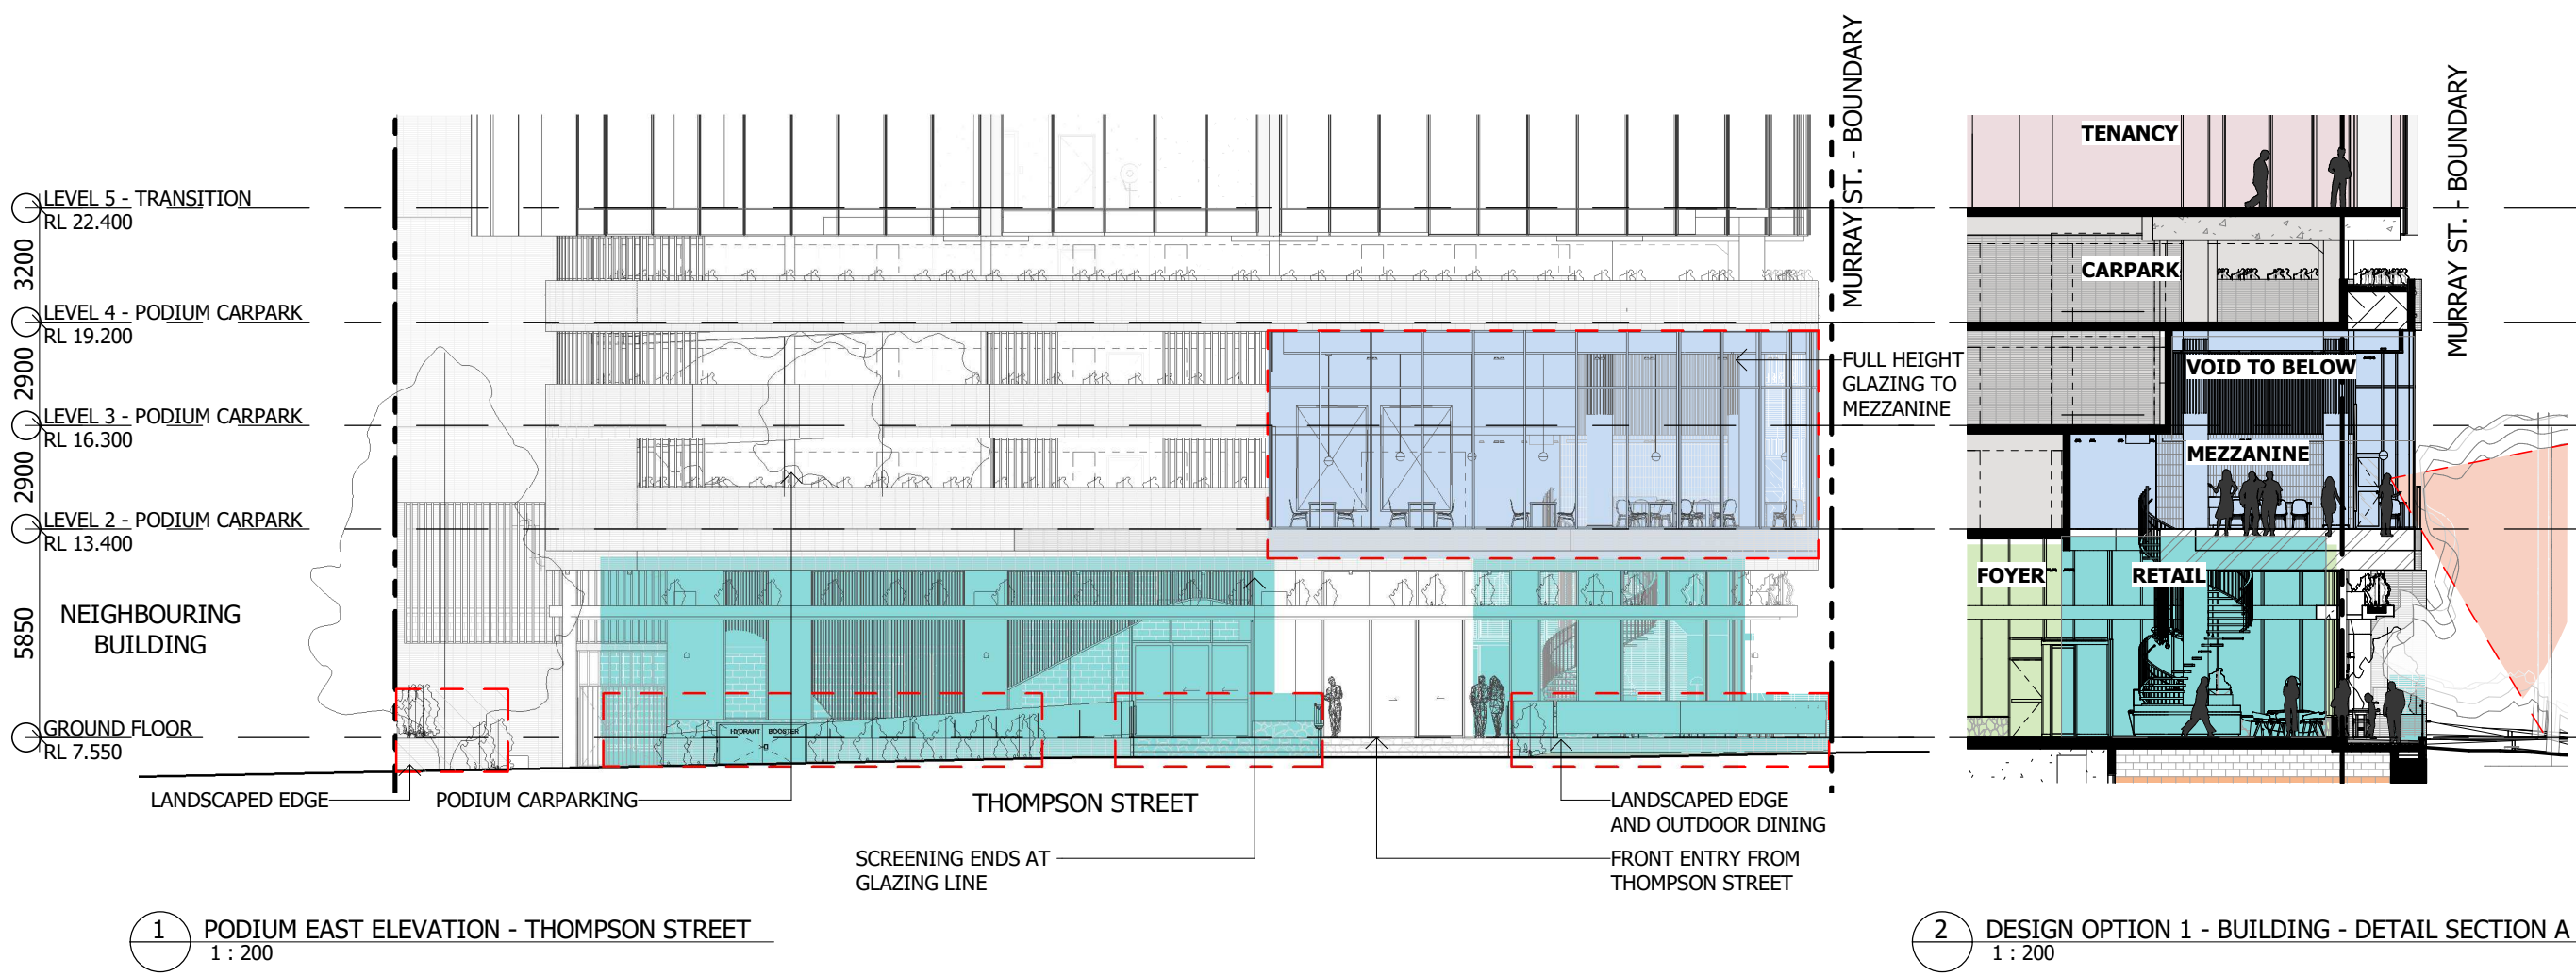 MURRAY ST. - BOUNDARY
MURRAY ST. - BOUNDARY
LEVEL 5 - TRANSITION
RL 22.400
3200
LEVEL 4 - PODIUM CARPARK
RL 19.200
2900
LEVEL 3 - PODIUM CARPARK
RL 16.300
2900
LEVEL 2 - PODIUM CARPARK
RL 13.400
5850
NEIGHBOURING
BUILDING
GROUND FLOOR
RL 7.550
HYDRANT BOOSTER
FULL HEIGHT
GLAZING TO
MEZZANINE
TENANCY
CARPARK
VOID TO BELOW
MEZZANINE
FOYER
RETAIL
LANDSCAPED EDGE
PODIUM CARPARKING
THOMPSON STREET
LANDSCAPED EDGE
AND OUTDOOR DINING
SCREENING ENDS AT
GLAZING LINE
FRONT ENTRY FROM
THOMPSON STREET
1
PODIUM EAST ELEVATION - THOMPSON STREET
1 : 200
2
DESIGN OPTION 1 - BUILDING - DETAIL SECTION A
1 : 200